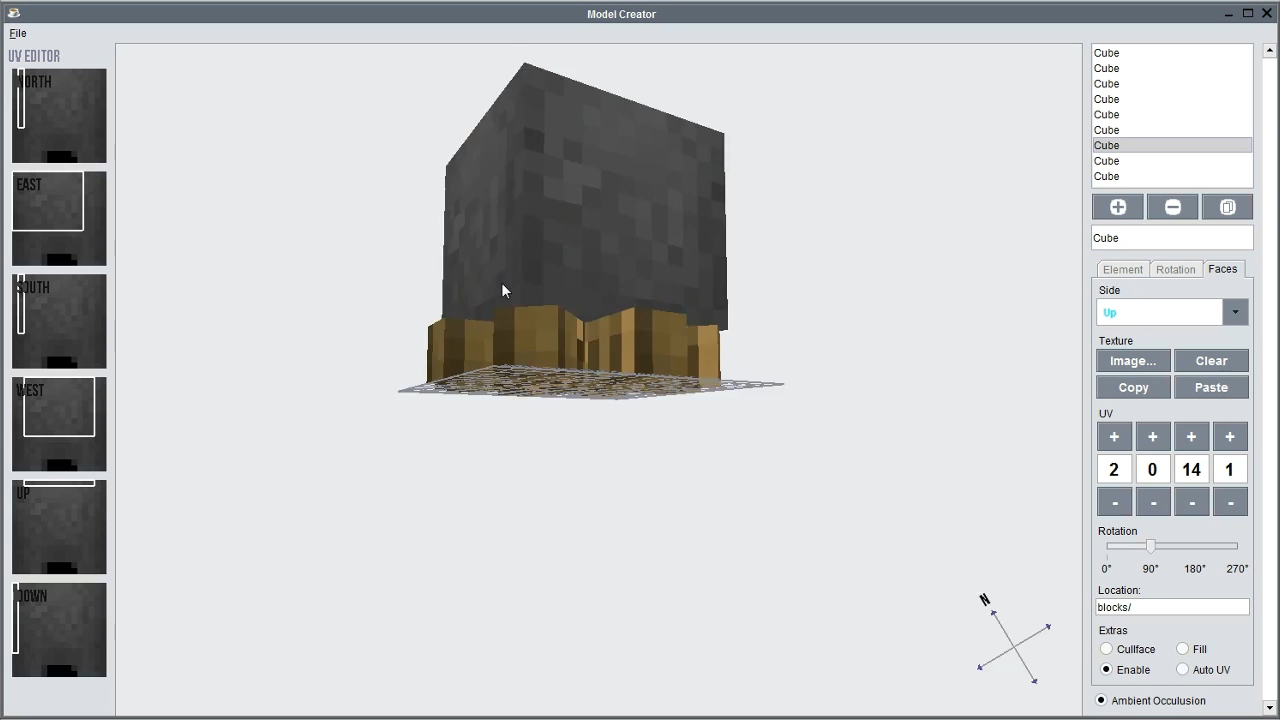 Model Creator
File
UV EDITOR
NORTH
EAST
SOUTH
WEST
UP
DOWN
N
Cube
Cube
Cube
Cube
Cube
Cube
Cube
Cube
Cube
Cube
Element Rotation Faces
Side
Up
Texture
Image... Clear
Copy Paste
UV
+ + + +
2 0 14 1
- - - -
Rotation
0° 90° 180° 270°
Location:
blocks/
Extras
Cullface Fill
Enable Auto UV
Ambient Occulusion